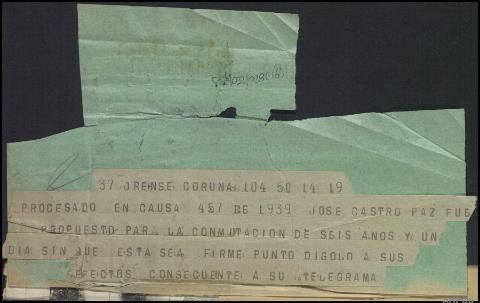 37 ORENSE CORUNA 104 50 14 19
PROCESADO EN CAUSA 457 DE 1939 JOSE CASTRO PAZ FUE
PROPUESTO PARA LA CONMUTACION DE SEIS ANOS Y UN
DIA SIN QUE ESTA SEA FIRME PUNTO DIGOLO A SUS
EFECTOS CONSECUENTE A SU TELEGRAMA